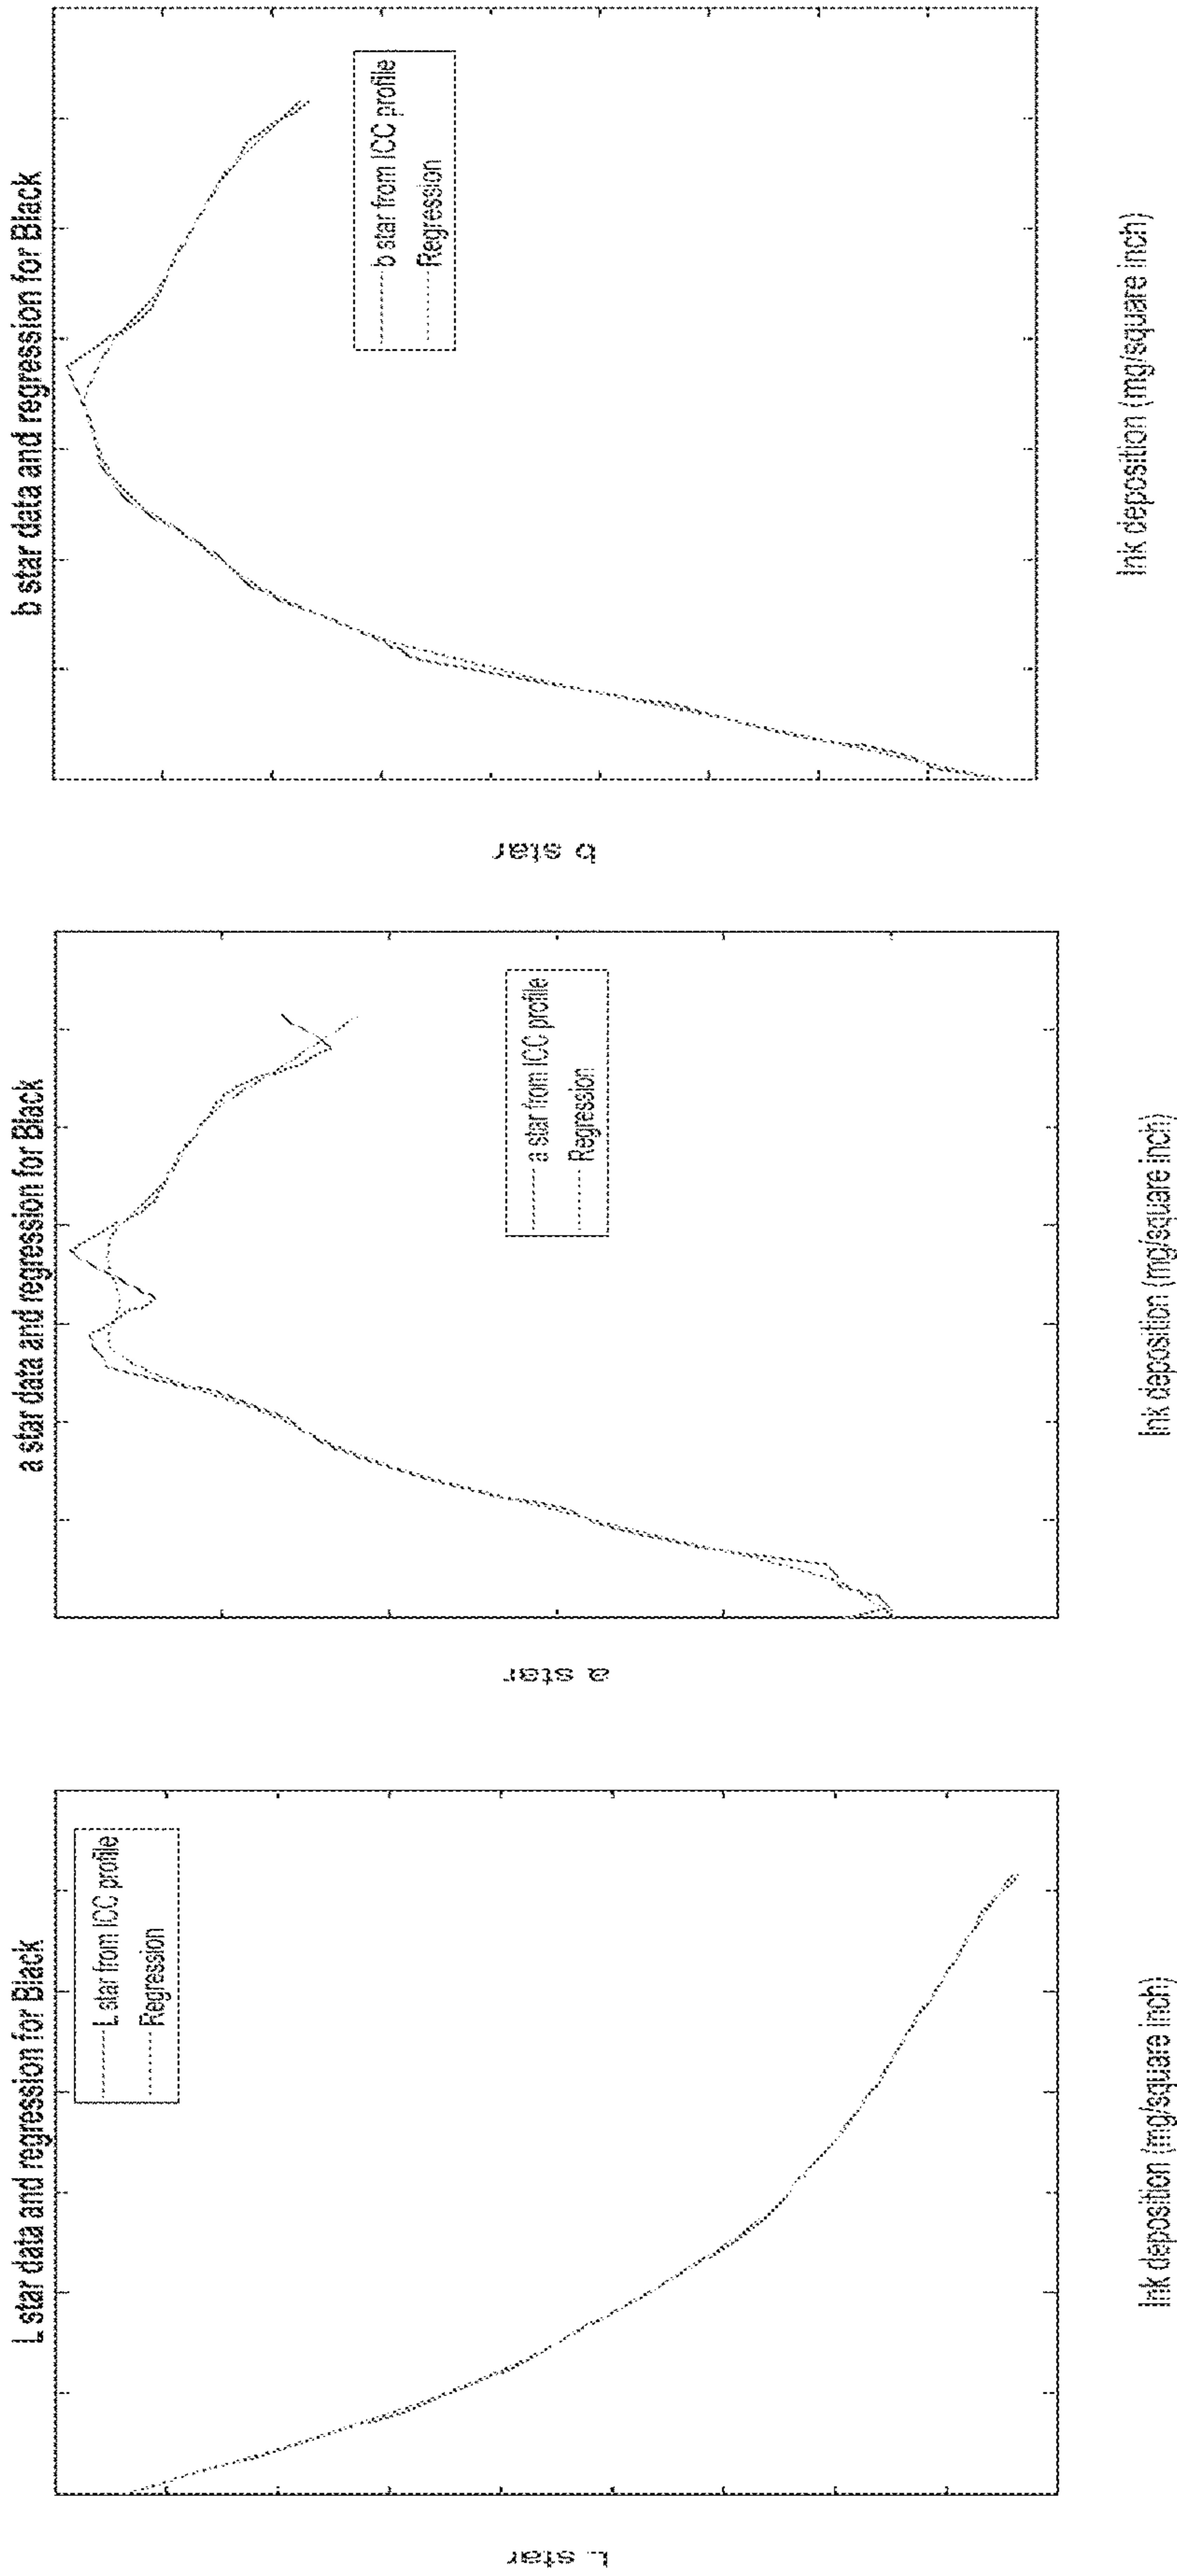 L star data and regression for Black
L star from ICC profile
Regression
L star
Ink deposition (mg/square inch)
a star data and regression for Black
a star from ICC profile
Regression
a star
Ink deposition (mg/square inch)
b star data and regression for Black
b star from ICC profile
Regression
b star
Ink deposition (mg/square inch)